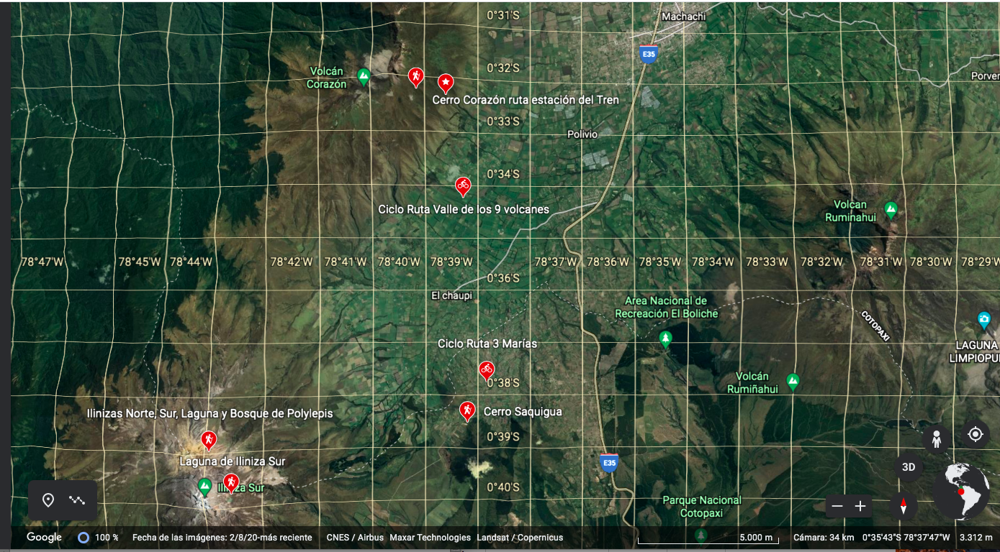 0°31'S
Machachi
E35
Volcán
Corazón
0°32'S
Cerro Corazón ruta estación del Tren
0°33'S
Polivio
0°34'S
Ciclo Ruta Valle de los 9 volcanes
Volcan
Ruminahui
78°47'W 78°45'W 78°44'W 78°42'W 78°41'W 78°40'W 78°39'W 78°37'W 78°36'W 78°35'W 78°34'W 78°33'W 78°32'W 78°31'W 78°30'W 78°29'W
0°36'S
El chaupi
Area Nacional de
Recreación El Boliche
COTOPAXI
Ciclo Ruta 3 Marías
LAGUNA
0°38'S
Volcán
Rumiñahui
Ilinizas Norte, Sur, Laguna y Bosque de Polylepis
Cerro Saquigua
0°39'S
Laguna de Iliniza Sur
E35
3D
Iliniza Sur
0°40'S
Parque Nacional
Cotopaxi
Google 100 % Fecha de las imágenes: 2/8/20-más reciente CNES / Airbus Maxar Technologies Landsat / Copernicus 5.000 m Cámara: 34 km 0°35'43"S 78°37'47"W 3.312 m